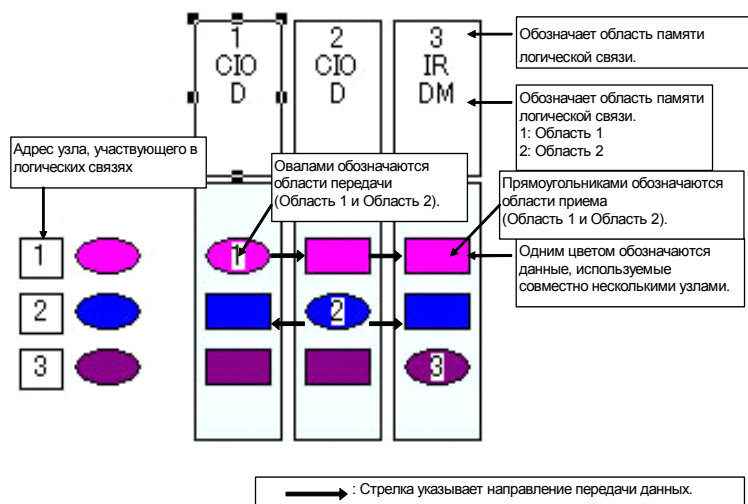 1
CIO
D
2
CIO
D
3
IR
DM
Обозначает область памяти
логической связи.
Обозначает область памяти
логической связи.
1: Область 1
2: Область 2
Адрес узла, участвующего в
логических связях
Овалами обозначаются
области передачи
(Область 1 и Область 2).
Прямоугольниками обозначаются
области приема
(Область 1 и Область 2).
Одним цветом обозначаются
данные, используемые
совместно несколькими узлами.
1
1
2
2
3
3
: Стрелка указывает направление передачи данных.